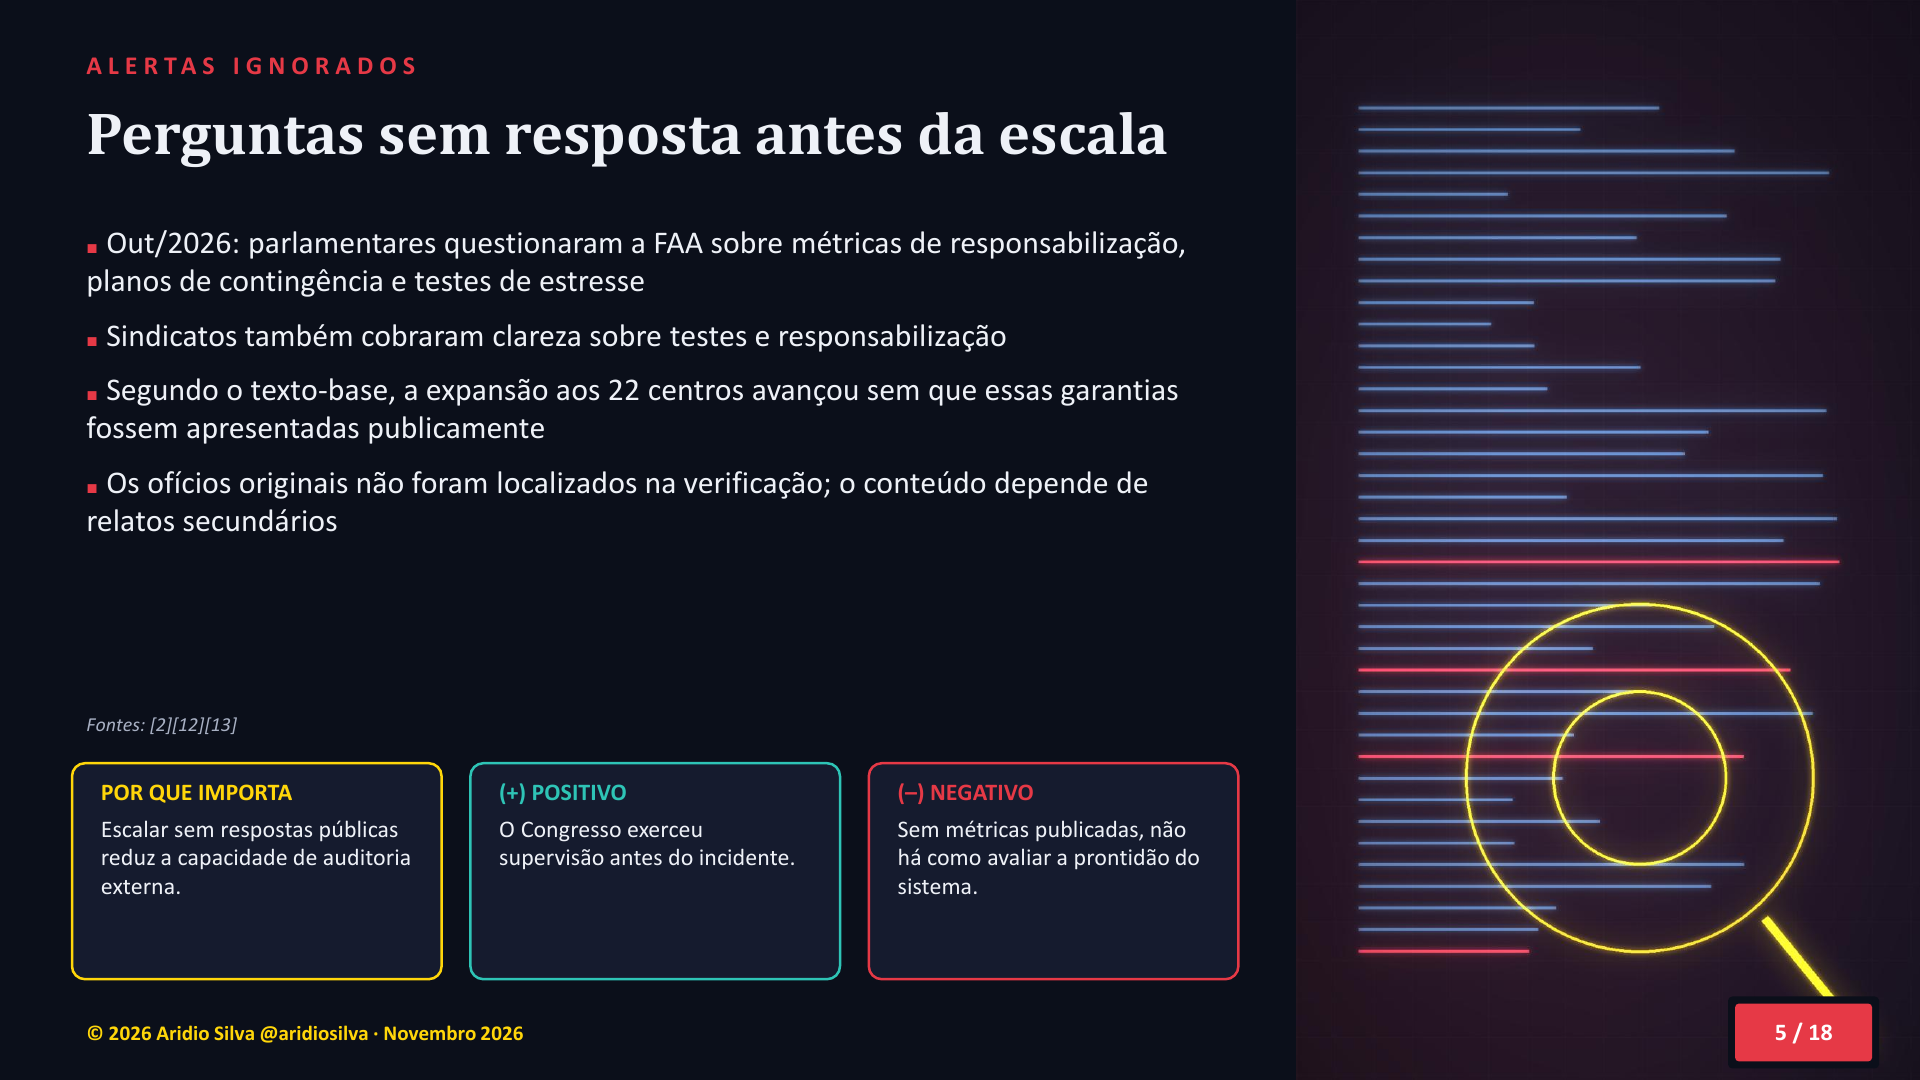 ALERTAS IGNORADOS
Perguntas sem resposta antes da escala
▪ Out/2026: parlamentares questionaram a FAA sobre métricas de responsabilização,
planos de contingência e testes de estresse
▪ Sindicatos também cobraram clareza sobre testes e responsabilização
▪ Segundo o texto-base, a expansão aos 22 centros avançou sem que essas garantias
fossem apresentadas publicamente
▪ Os ofícios originais não foram localizados na verificação; o conteúdo depende de
relatos secundários
Fontes: [2][12][13]
POR QUE IMPORTA
Escalar sem respostas públicas
reduz a capacidade de auditoria
externa.
(+) POSITIVO
O Congresso exerceu
supervisão antes do incidente.
(–) NEGATIVO
Sem métricas publicadas, não
há como avaliar a prontidão do
sistema.
© 2026 Aridio Silva @aridiosilva · Novembro 2026
5 / 18